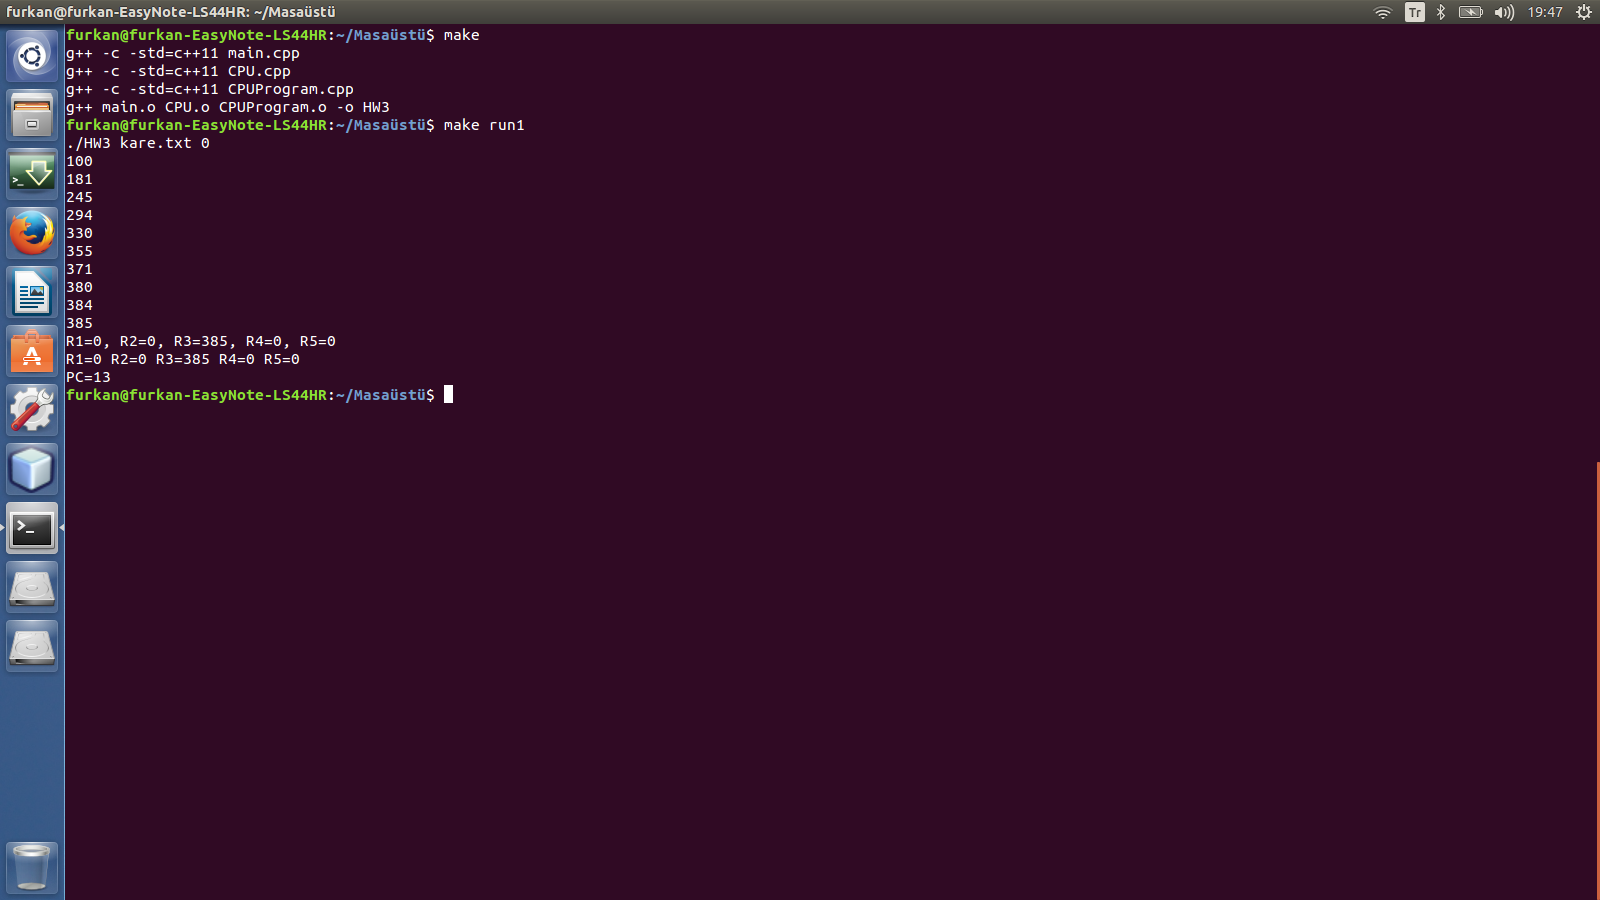 furkan@furkan-EasyNote-LS44HR: ~/Masaüstü
Tr
19:47
furkan@furkan-EasyNote-LS44HR:~/Masaüstü$ make
g++ -c -std=c++11 main.cpp
g++ -c -std=c++11 CPU.cpp
g++ -c -std=c++11 CPUProgram.cpp
g++ main.o CPU.o CPUProgram.o -o HW3
furkan@furkan-EasyNote-LS44HR:~/Masaüstü$ make run1
./HW3 kare.txt 0
100
181
245
294
330
355
371
380
384
385
R1=0, R2=0, R3=385, R4=0, R5=0
R1=0 R2=0 R3=385 R4=0 R5=0
PC=13
furkan@furkan-EasyNote-LS44HR:~/Masaüstü$